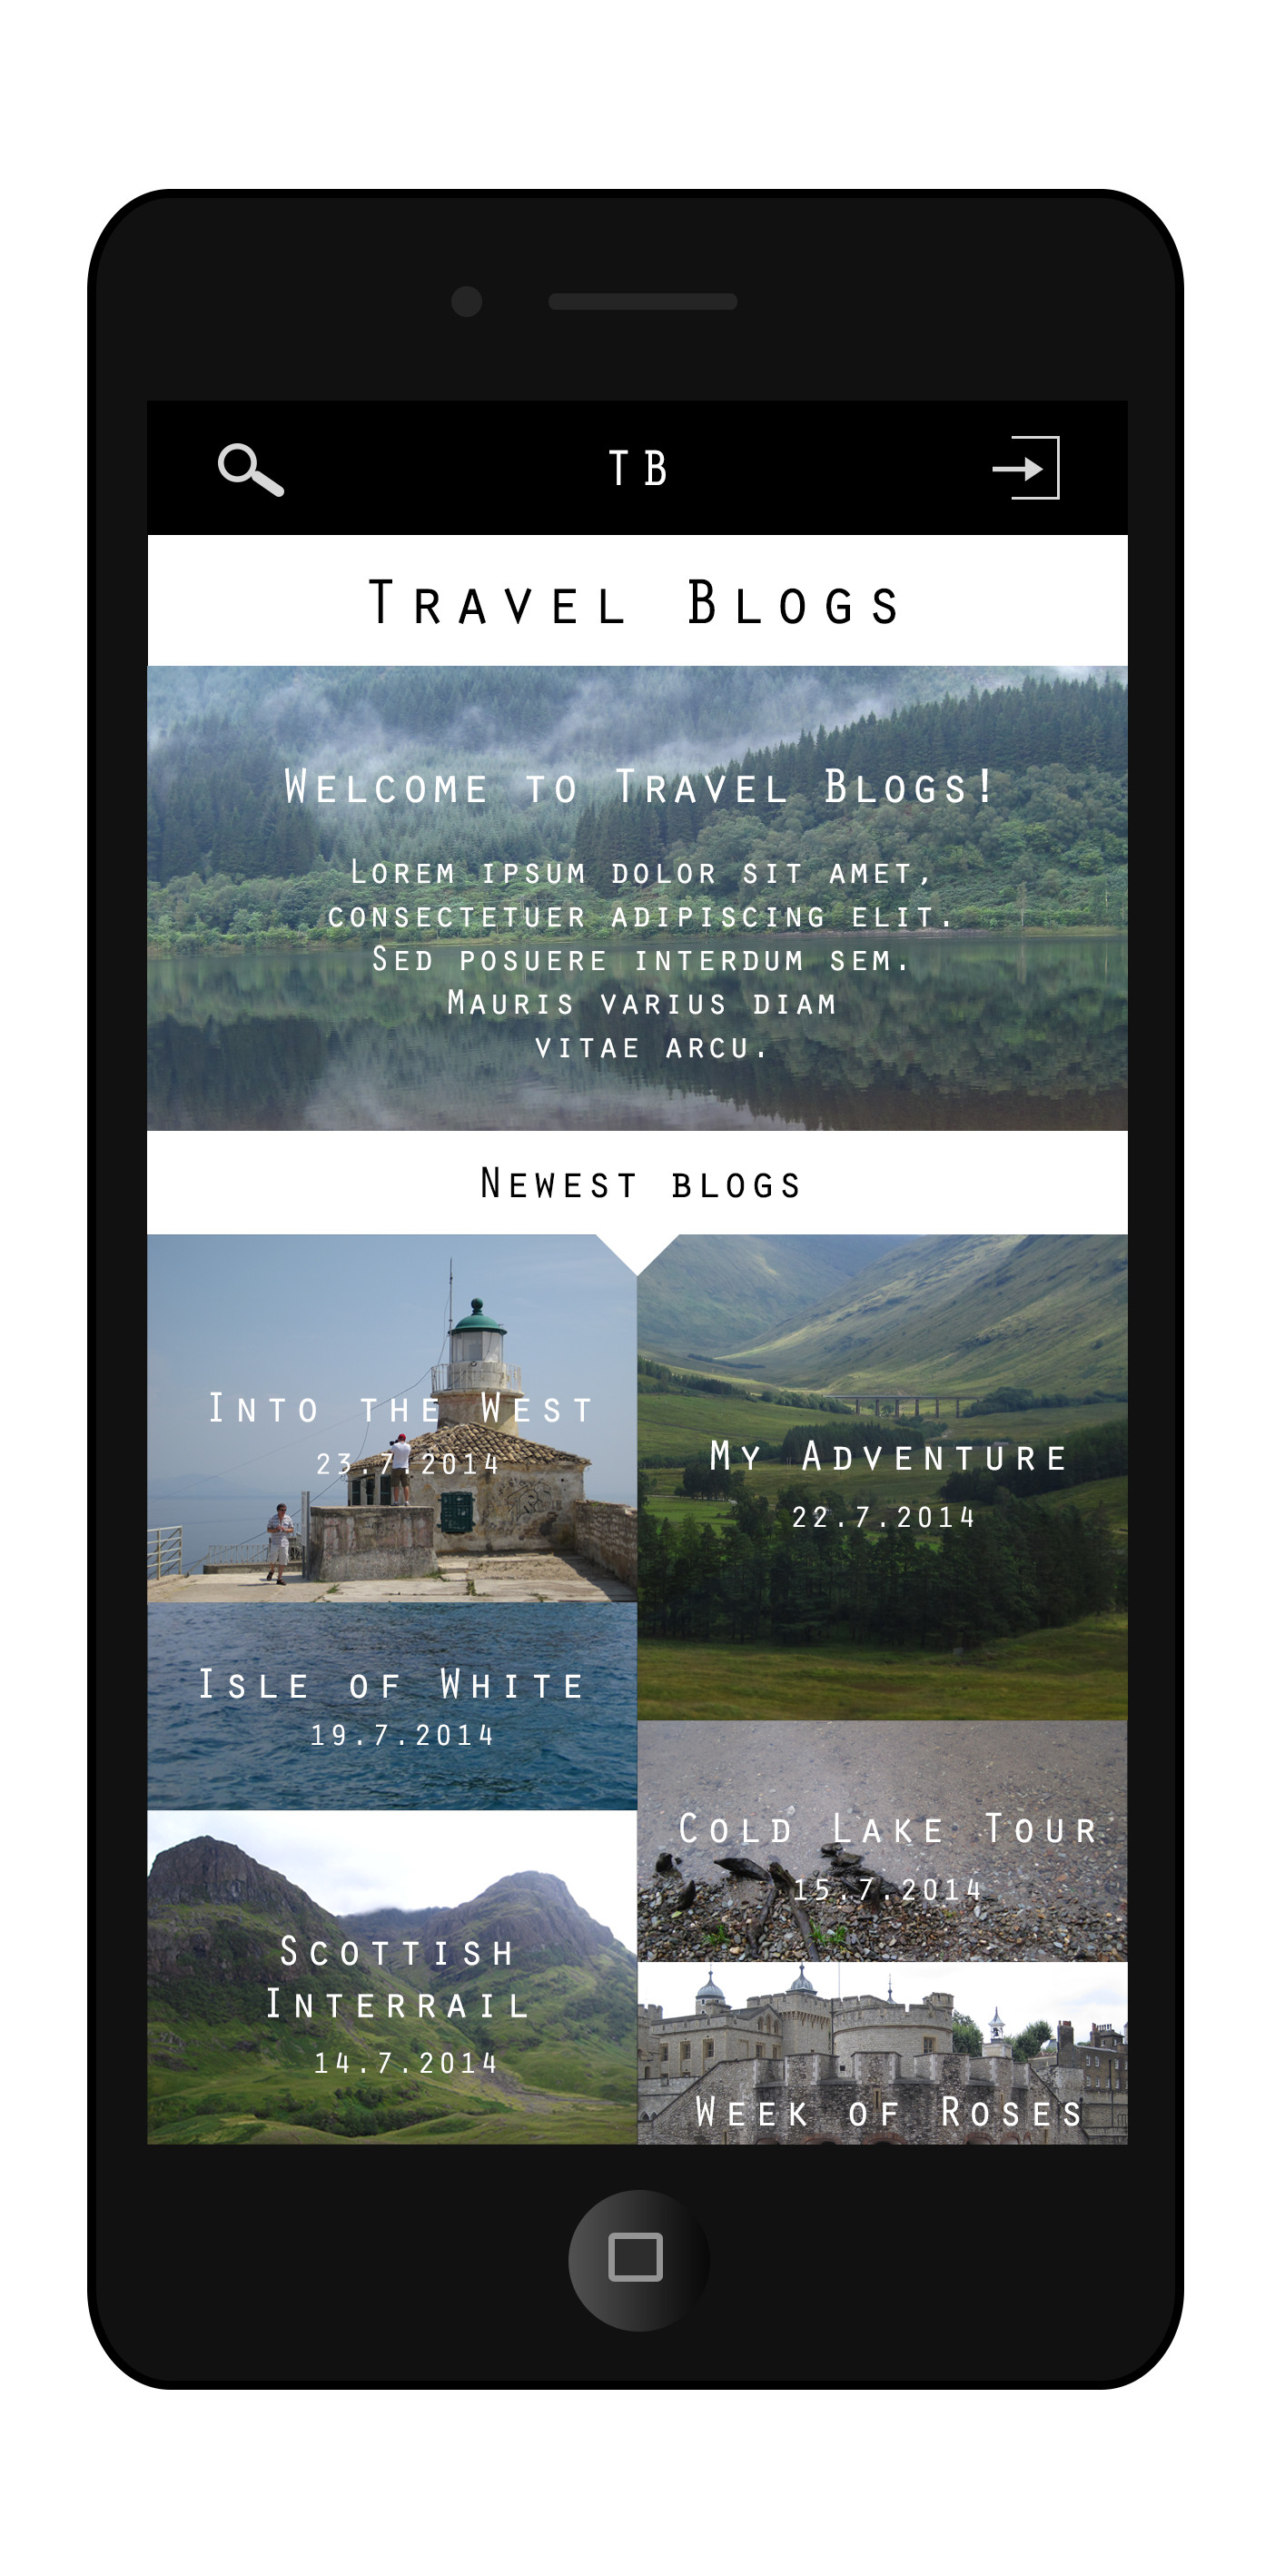 TB
Travel Blogs
Welcome to Travel Blogs!
Lorem ipsum dolor sit amet,
consectetuer adipiscing elit.
Sed posuere interdum sem.
Mauris varius diam
vitae arcu.
Newest blogs
Into the West
23.7.2014
My Adventure
22.7.2014
Isle of White
19.7.2014
Cold Lake Tour
15.7.2014
Scottish
Interrail
14.7.2014
Week of Roses